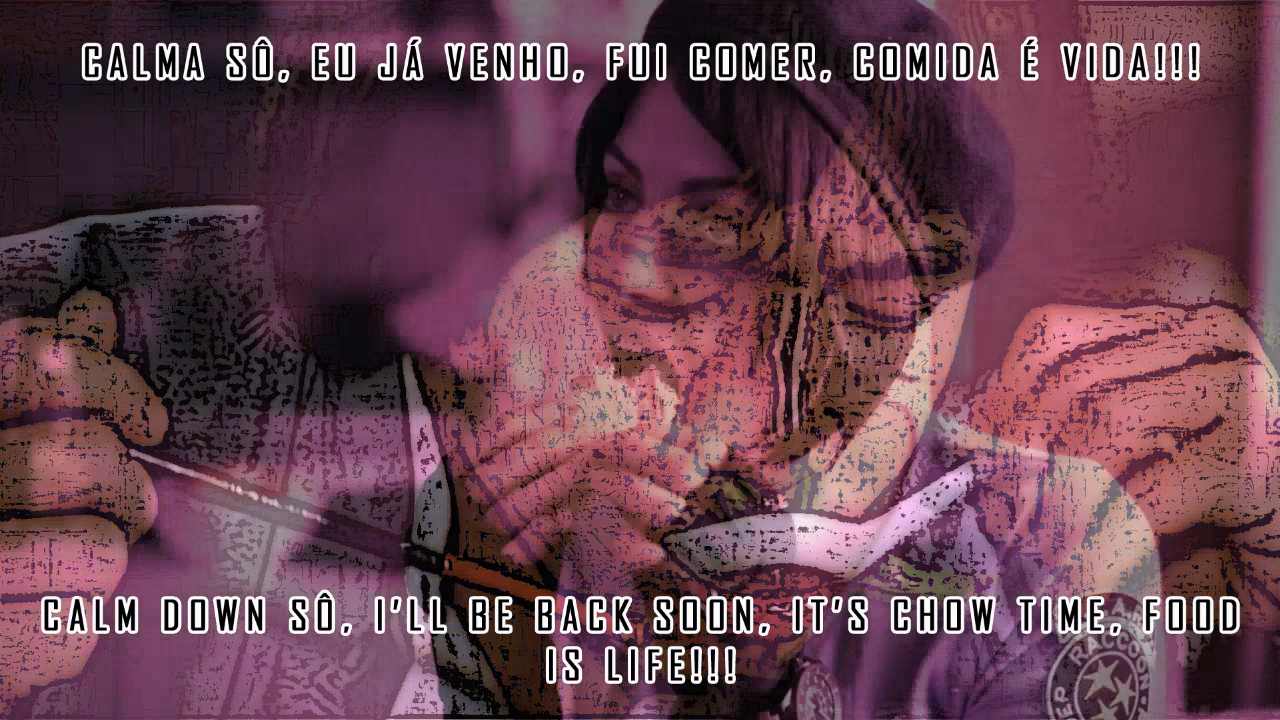 CALMA SÔ, EU JÁ VENHO, FUI COMER, COMIDA É VIDA!!!
CALM DOWN SÔ, I'LL BE BACK SOON, IT'S CHOW TIME, FOOD
IS LIFE!!!
RACCOON